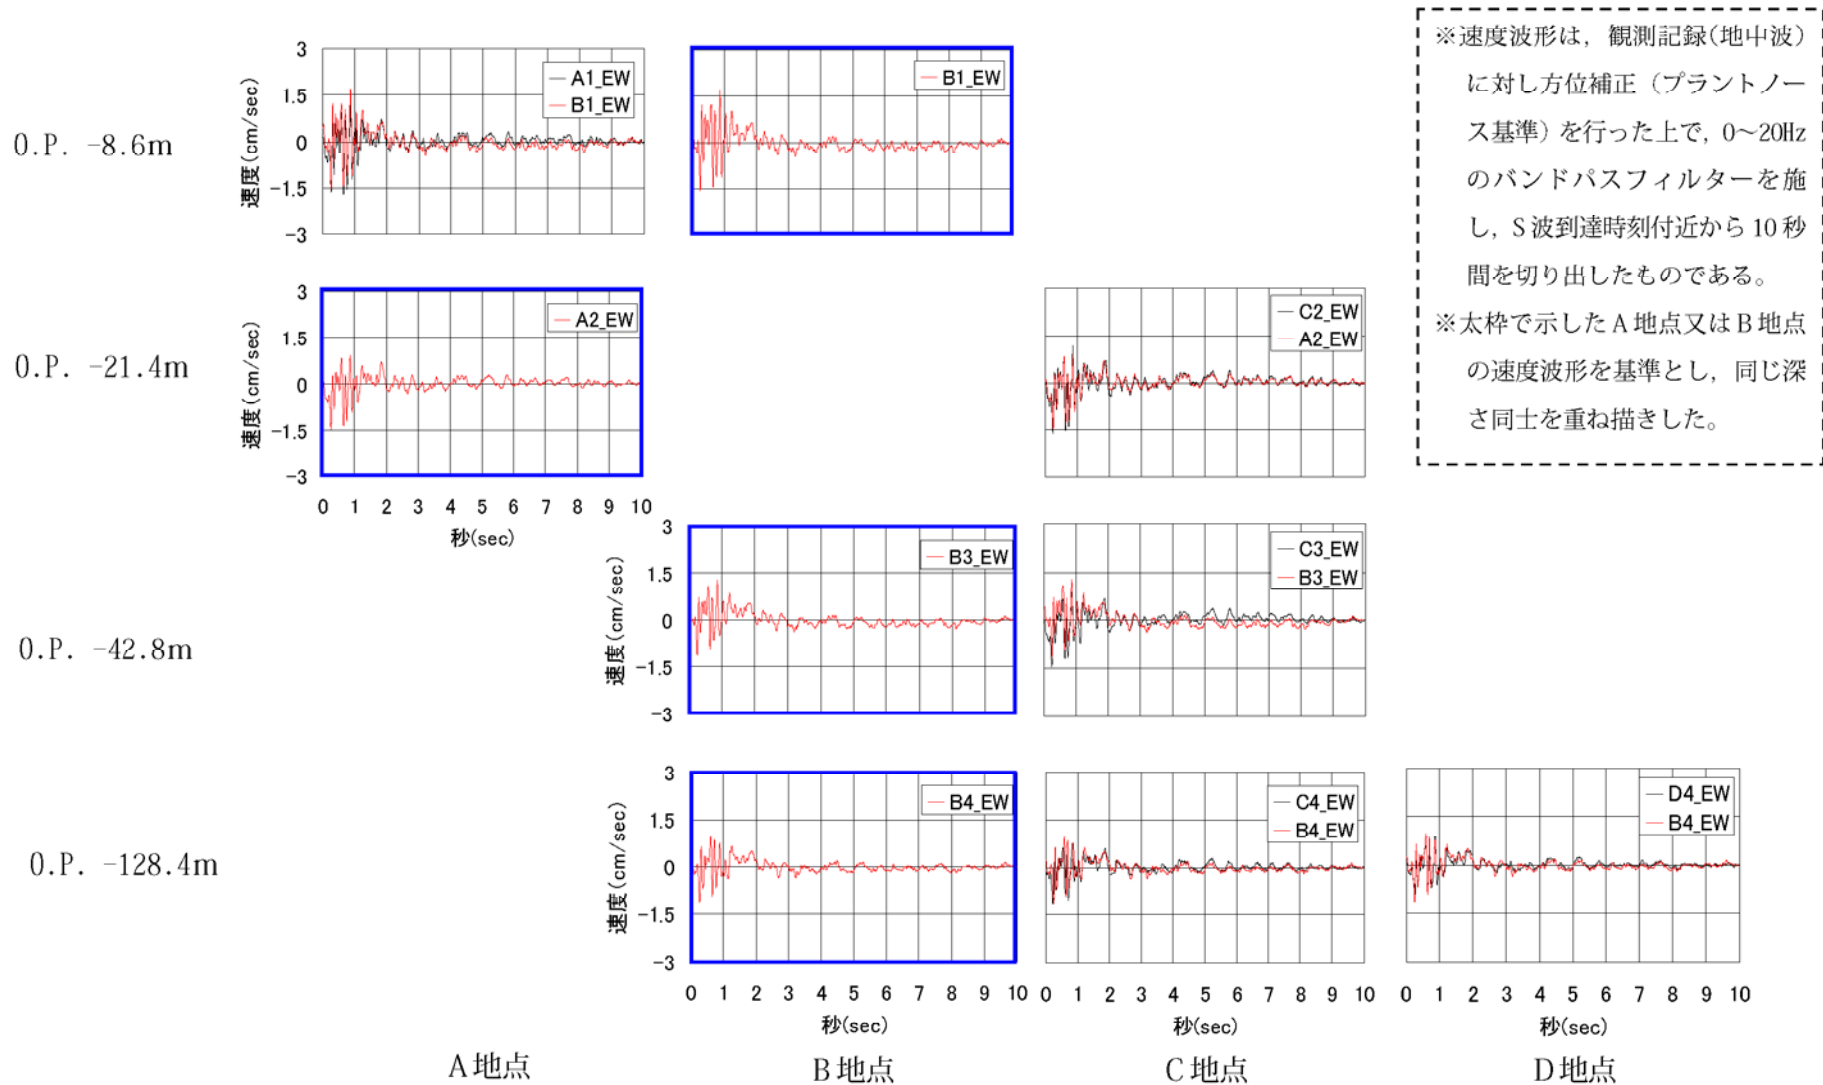 O.P. -8.6m
3
1.5
0
-1.5
-3
速度(cm/sec)
A1_EW
B1_EW
B1_EW
※速度波形は，観測記録(地中波)
に対し方位補正（プラントノー
ス基準）を行った上で，0～20Hz
のバンドパスフィルターを施
し，S波到達時刻付近から10秒
間を切り出したものである。
※太枠で示したA地点又はB地点
の速度波形を基準とし，同じ深
さ同士を重ね描きした。
O.P. -21.4m
3
1.5
0
-1.5
-3
速度(cm/sec)
A2_EW
0 1 2 3 4 5 6 7 8 9 10
秒(sec)
C2_EW
A2_EW
O.P. -42.8m
3
1.5
0
-1.5
-3
速度(cm/sec)
B3_EW
C3_EW
B3_EW
O.P. -128.4m
3
1.5
0
-1.5
-3
速度(cm/sec)
B4_EW
0 1 2 3 4 5 6 7 8 9 10
秒(sec)
C4_EW
B4_EW
0 1 2 3 4 5 6 7 8 9 10
秒(sec)
D4_EW
B4_EW
0 1 2 3 4 5 6 7 8 9 10
秒(sec)
A地点
B地点
C地点
D地点